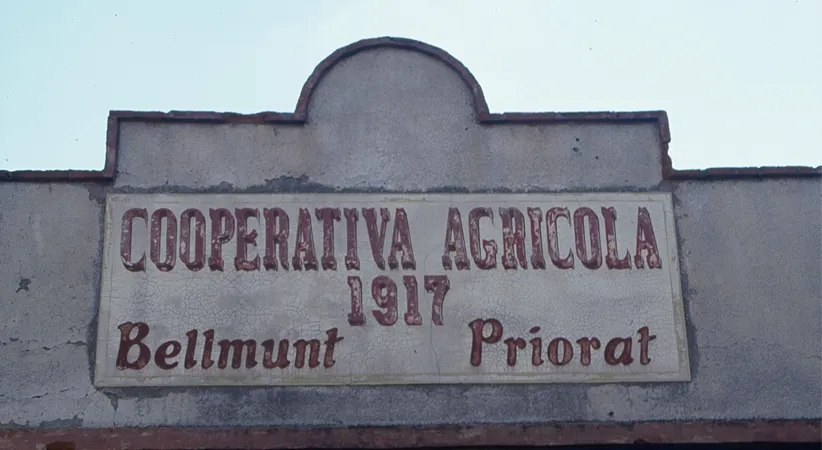 COOPERATIVA AGRICOLA
1917
Bellmunt Priorat